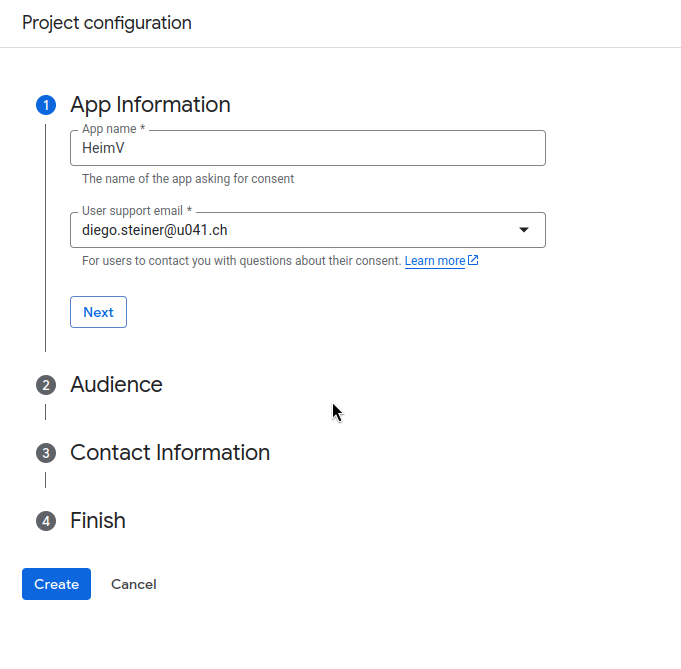 Project configuration
1 App Information
App name *
HeimV
The name of the app asking for consent
User support email *
diego.steiner@u041.ch
For users to contact you with questions about their consent. Learn more
Next
2 Audience
3 Contact Information
4 Finish
Create Cancel